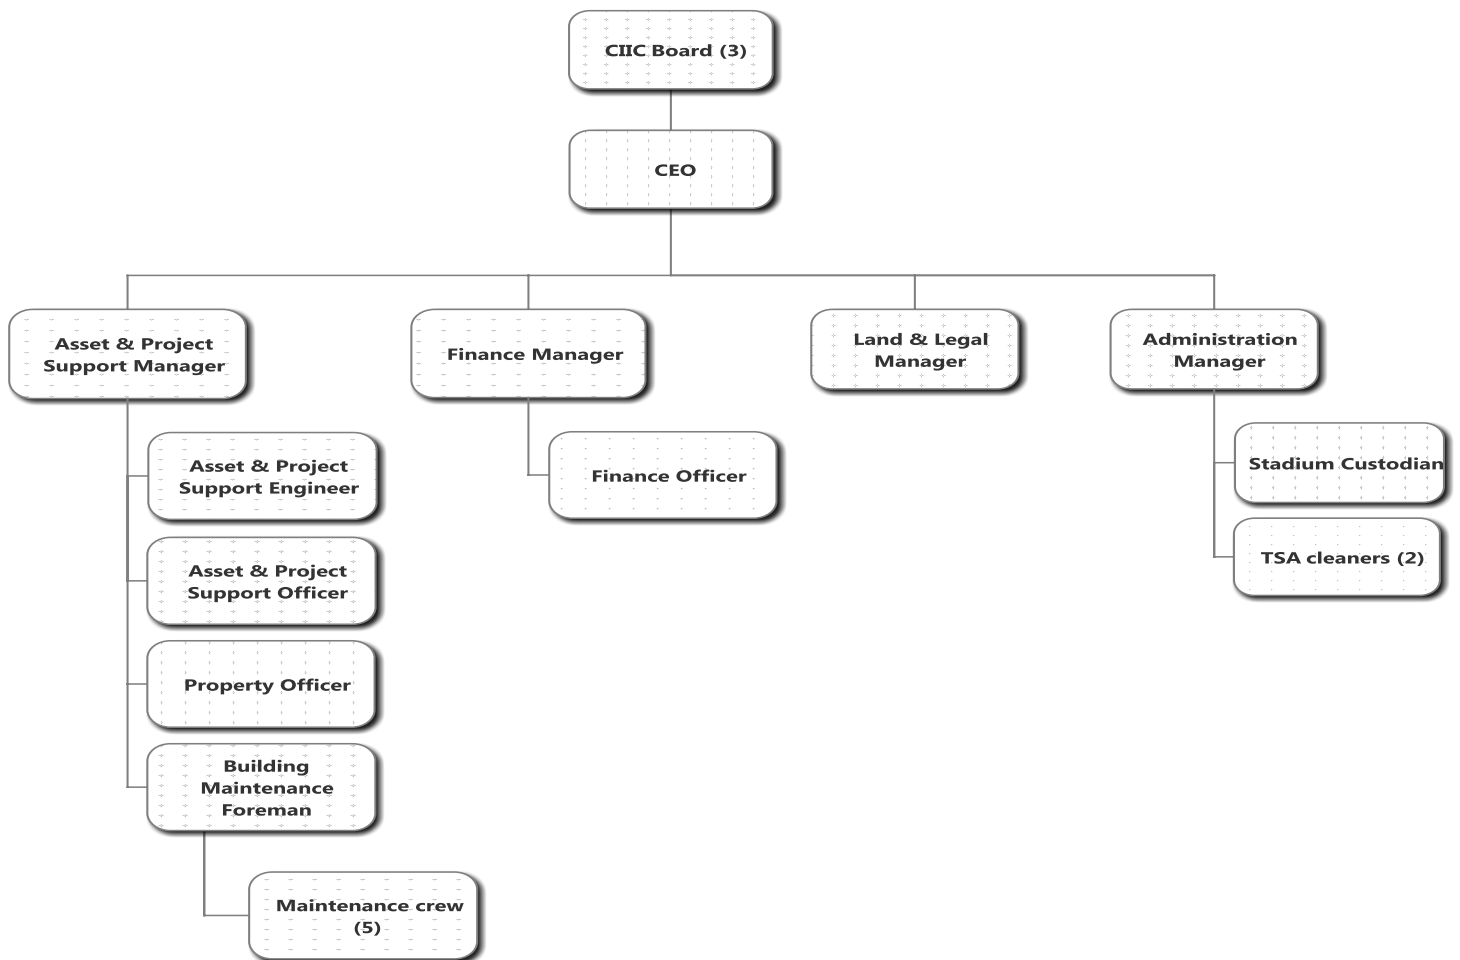 CIIC Board (3)
CEO
Asset & Project
Support Manager
Finance Manager
Land & Legal
Manager
Administration
Manager
Asset & Project
Support Engineer
Finance Officer
Stadium Custodian
Asset & Project
Support Officer
TSA cleaners (2)
Property Officer
Building
Maintenance
Foreman
Maintenance crew
(5)